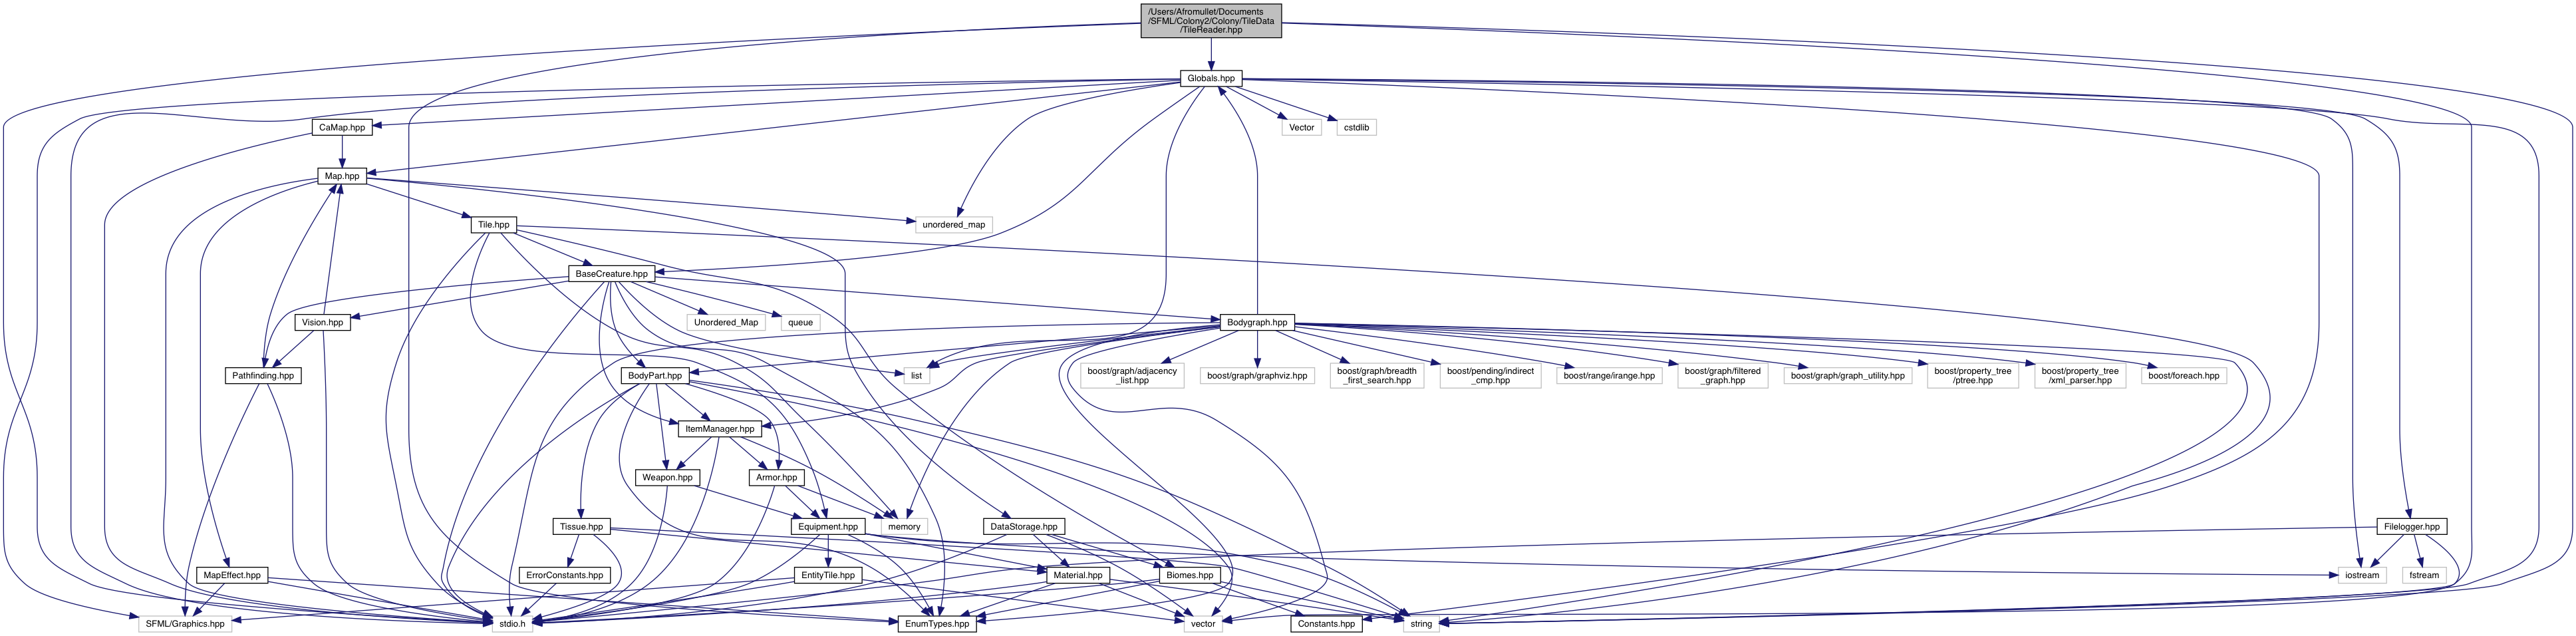 /Users/Afromullet/Documents
/SFML/Colony2/Colony/TileData
/TileReader.hpp
Globals.hpp
CaMap.hpp
Vector
cstdlib
Map.hpp
Tile.hpp
unordered_map
BaseCreature.hpp
Vision.hpp
Unordered_Map
queue
Bodygraph.hpp
Pathfinding.hpp
BodyPart.hpp
list
boost/graph/adjacency
_list.hpp
boost/graph/graphviz.hpp
boost/graph/breadth
_first_search.hpp
boost/pending/indirect
_cmp.hpp
boost/range/irange.hpp
boost/graph/filtered
_graph.hpp
boost/graph/graph_utility.hpp
boost/property_tree
/ptree.hpp
boost/property_tree
/xml_parser.hpp
boost/foreach.hpp
ItemManager.hpp
Weapon.hpp
Armor.hpp
Tissue.hpp
Equipment.hpp
memory
DataStorage.hpp
Filelogger.hpp
MapEffect.hpp
ErrorConstants.hpp
EntityTile.hpp
Material.hpp
Biomes.hpp
iostream
fstream
SFML/Graphics.hpp
stdio.h
EnumTypes.hpp
vector
Constants.hpp
string